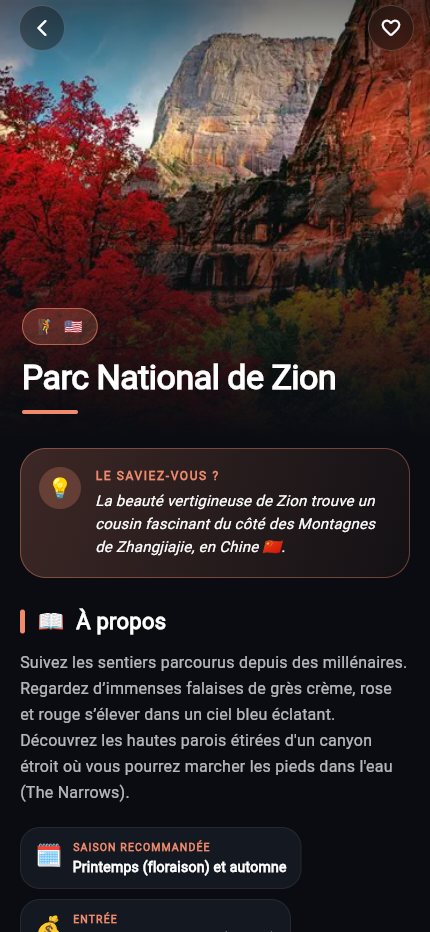 Parc National de Zion
LE SAVIEZ-VOUS ?
La beauté vertigineuse de Zion trouve un
cousin fascinant du côté des Montagnes
de Zhangjiajie, en Chine 🇨🇳.
📖 À propos
Suivez les sentiers parcourus depuis des millénaires.
Regardez d’immenses falaises de grès crème, rose
et rouge s’élever dans un ciel bleu éclatant.
Découvrez les hautes parois étirées d'un canyon
étroit où vous pourrez marcher les pieds dans l'eau
(The Narrows).
SAISON RECOMMANDÉE
Printemps (floraison) et automne
ENTRÉE